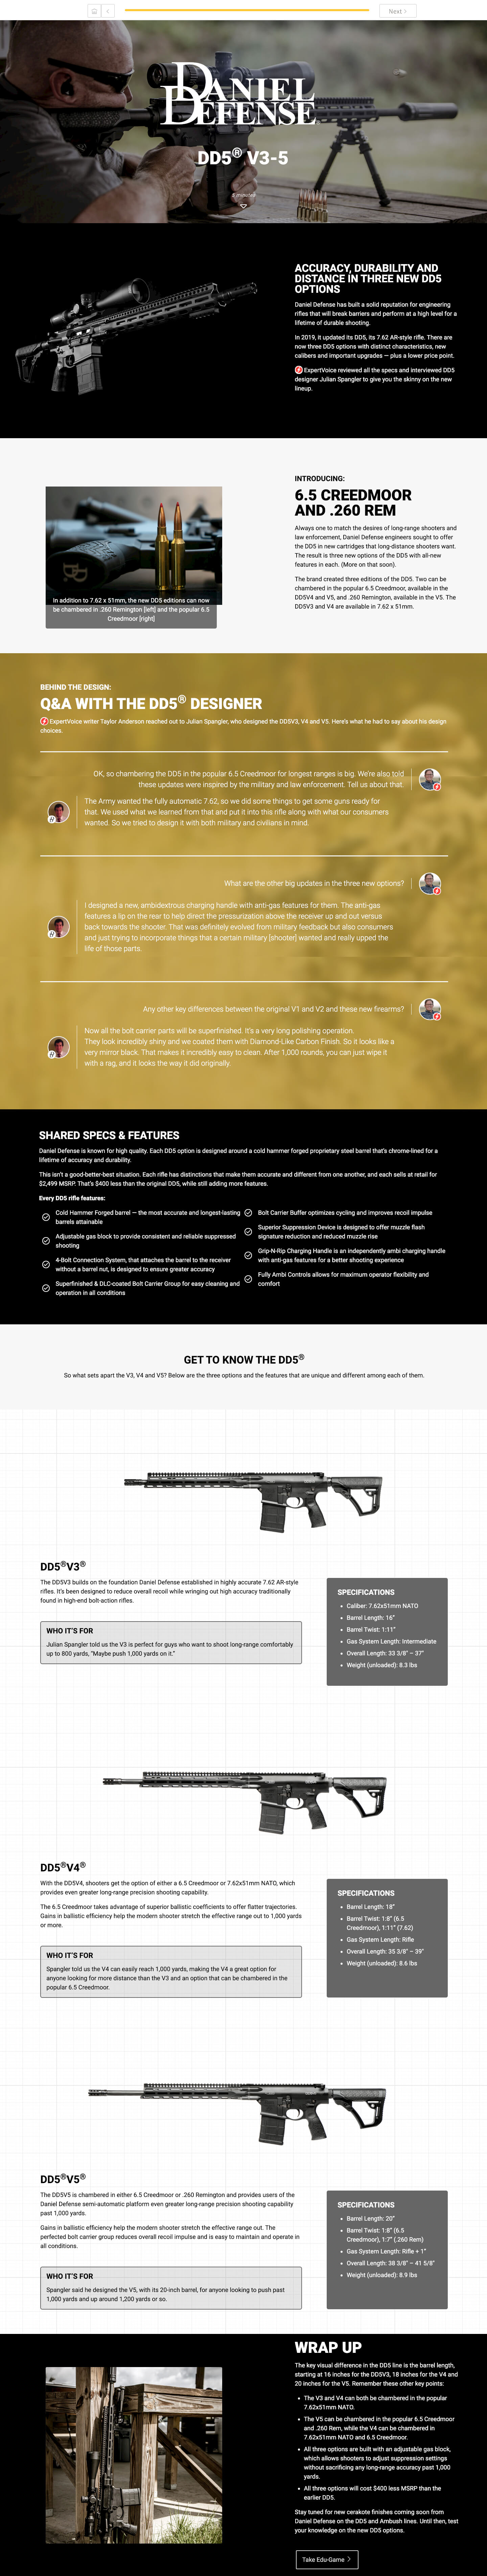 Next
DANIEL
DEFENSE
DD5® V3-5
5 minutes
ACCURACY, DURABILITY AND
DISTANCE IN THREE NEW DD5
OPTIONS
Daniel Defense has built a solid reputation for engineering
rifles that will break barriers and perform at a high level for a
lifetime of durable shooting.
In 2019, it updated its DD5, its 7.62 AR-style rifle. There are
now three DD5 options with distinct characteristics, new
calibers and important upgrades — plus a lower price point.
ExpertVoice reviewed all the specs and interviewed DD5
designer Julian Spangler to give you the skinny on the new
lineup.
In addition to 7.62 x 51mm, the new DD5 editions can now
be chambered in .260 Remington [left] and the popular 6.5
Creedmoor [right]
INTRODUCING:
6.5 CREEDMOOR
AND .260 REM
Always one to match the desires of long-range shooters and
law enforcement, Daniel Defense engineers sought to offer
the DD5 in new cartridges that long-distance shooters want.
The result is three new options of the DD5 with all-new
features in each. (More on that soon).
The brand created three editions of the DD5. Two can be
chambered in the popular 6.5 Creedmoor, available in the
DD5V4 and V5, and .260 Remington, available in the V5. The
DD5V3 and V4 are available in 7.62 x 51mm.
BEHIND THE DESIGN:
Q&A WITH THE DD5® DESIGNER
ExpertVoice writer Taylor Anderson reached out to Julian Spangler, who designed the DD5V3, V4 and V5. Here's what he had to say about his design
choices.
OK, so chambering the DD5 in the popular 6.5 Creedmoor for longest ranges is big. We're also told
these updates were inspired by the military and law enforcement. Tell us about that.
The Army wanted the fully automatic 7.62, so we did some things to get some guns ready for
that. We used what we learned from that and put it into this rifle along with what our consumers
wanted. So we tried to design it with both military and civilians in mind.
What are the other big updates in the three new options?
I designed a new, ambidextrous charging handle with anti-gas features for them. The anti-gas
features a lip on the rear to help direct the pressurization above the receiver up and out versus
back towards the shooter. That was definitely evolved from military feedback but also consumers
and just trying to incorporate things that a certain military [shooter] wanted and really upped the
life of those parts.
Any other key differences between the original V1 and V2 and these new firearms?
Now all the bolt carrier parts will be superfinished. It's a very long polishing operation.
They look incredibly shiny and we coated them with Diamond-Like Carbon Finish. So it looks like a
very mirror black. That makes it incredibly easy to clean. After 1,000 rounds, you can just wipe it
with a rag, and it looks the way it did originally.
SHARED SPECS & FEATURES
Daniel Defense is known for high quality. Each DD5 option is designed around a cold hammer forged proprietary steel barrel that's chrome-lined for a
lifetime of accuracy and durability.
This isn't a good-better-best situation. Each rifle has distinctions that make them accurate and different from one another, and each sells at retail for
$2,499 MSRP. That's $400 less than the original DD5, while still adding more features.
Every DD5 rifle features:
Cold Hammer Forged barrel — the most accurate and longest-lasting
barrels attainable
Adjustable gas block to provide consistent and reliable suppressed
shooting
4-Bolt Connection System, that attaches the barrel to the receiver
without a barrel nut, is designed to ensure greater accuracy
Superfinished & DLC-coated Bolt Carrier Group for easy cleaning and
operation in all conditions
Bolt Carrier Buffer optimizes cycling and improves recoil impulse
Superior Suppression Device is designed to offer muzzle flash
signature reduction and reduced muzzle rise
Grip-N-Rip Charging Handle is an independently ambi charging handle
with anti-gas features for a better shooting experience
Fully Ambi Controls allows for maximum operator flexibility and
comfort
GET TO KNOW THE DD5®
So what sets apart the V3, V4 and V5? Below are the three options and the features that are unique and different among each of them.
DD5®V3®
The DD5V3 builds on the foundation Daniel Defense established in highly accurate 7.62 AR-style
rifles. It's been designed to reduce overall recoil while wringing out high accuracy traditionally
found in high-end bolt-action rifles.
WHO IT'S FOR
Julian Spangler told us the V3 is perfect for guys who want to shoot long-range comfortably
up to 800 yards, "Maybe push 1,000 yards on it."
SPECIFICATIONS
• Caliber: 7.62x51mm NATO
• Barrel Length: 16"
• Barrel Twist: 1:11"
• Gas System Length: Intermediate
• Overall Length: 33 3/8" – 37"
• Weight (unloaded): 8.3 lbs
DD5®V4®
With the DD5V4, shooters get the option of either a 6.5 Creedmoor or 7.62x51mm NATO, which
provides even greater long-range precision shooting capability.
The 6.5 Creedmoor takes advantage of superior ballistic coefficients to offer flatter trajectories.
Gains in ballistic efficiency help the modern shooter stretch the effective range out to 1,000 yards
or more.
WHO IT'S FOR
Spangler told us the V4 can easily reach 1,000 yards, making the V4 a great option for
anyone looking for more distance than the V3 and an option that can be chambered in the
popular 6.5 Creedmoor.
SPECIFICATIONS
• Barrel Length: 18"
• Barrel Twist: 1:8" (6.5
Creedmoor), 1:11" (7.62)
• Gas System Length: Rifle
• Overall Length: 35 3/8" – 39"
• Weight (unloaded): 8.6 lbs
DD5®V5®
The DD5V5 is chambered in either 6.5 Creedmoor or .260 Remington and provides users of the
Daniel Defense semi-automatic platform even greater long-range precision shooting capability
past 1,000 yards.
Gains in ballistic efficiency help the modern shooter stretch the effective range out. The
perfected bolt carrier group reduces overall recoil impulse and is easy to maintain and operate in
all conditions.
WHO IT'S FOR
Spangler said he designed the V5, with its 20-inch barrel, for anyone looking to push past
1,000 yards and up around 1,200 yards or so.
SPECIFICATIONS
• Barrel Length: 20"
• Barrel Twist: 1:8" (6.5
Creedmoor), 1:7" (.260 Rem)
• Gas System Length: Rifle + 1"
• Overall Length: 38 3/8" – 41 5/8"
• Weight (unloaded): 8.9 lbs
WRAP UP
The key visual difference in the DD5 line is the barrel length,
starting at 16 inches for the DD5V3, 18 inches for the V4 and
20 inches for the V5. Remember these other key points:
• The V3 and V4 can both be chambered in the popular
7.62x51mm NATO.
• The V5 can be chambered in the popular 6.5 Creedmoor
and .260 Rem, while the V4 can be chambered in
7.62x51mm NATO and 6.5 Creedmoor.
• All three options are built with an adjustable gas block,
which allows shooters to adjust suppression settings
without sacrificing any long-range accuracy past 1,000
yards.
• All three options will cost $400 less MSRP than the
earlier DD5.
Stay tuned for new cerakote finishes coming soon from
Daniel Defense on the DD5 and Ambush lines. Until then, test
your knowledge on the new DD5 options.
Take Edu-Game